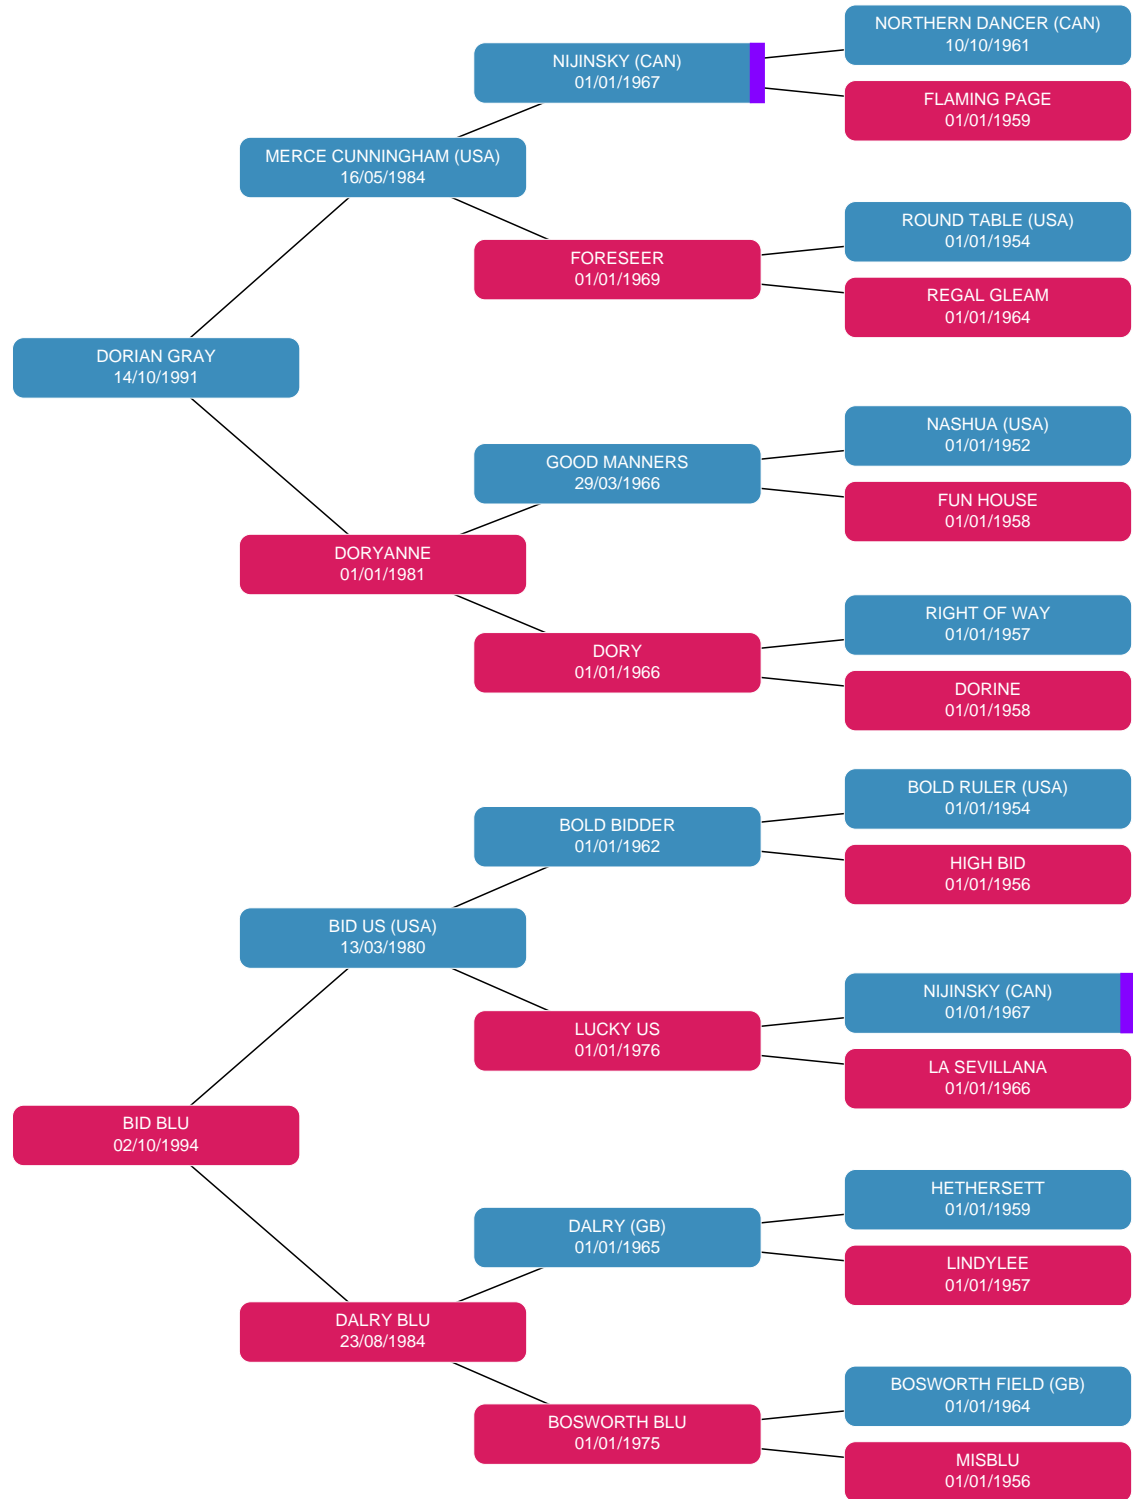 NORTHERN DANCER (CAN)
10/10/1961
NIJINSKY (CAN)
01/01/1967
FLAMING PAGE
01/01/1959
MERCE CUNNINGHAM (USA)
16/05/1984
ROUND TABLE (USA)
01/01/1954
FORESEER
01/01/1969
REGAL GLEAM
01/01/1964
DORIAN GRAY
14/10/1991
NASHUA (USA)
01/01/1952
GOOD MANNERS
29/03/1966
FUN HOUSE
01/01/1958
DORYANNE
01/01/1981
RIGHT OF WAY
01/01/1957
DORY
01/01/1966
DORINE
01/01/1958
BOLD RULER (USA)
01/01/1954
BOLD BIDDER
01/01/1962
HIGH BID
01/01/1956
BID US (USA)
13/03/1980
NIJINSKY (CAN)
01/01/1967
LUCKY US
01/01/1976
LA SEVILLANA
01/01/1966
BID BLU
02/10/1994
HETHERSETT
01/01/1959
DALRY (GB)
01/01/1965
LINDYLEE
01/01/1957
DALRY BLU
23/08/1984
BOSWORTH FIELD (GB)
01/01/1964
BOSWORTH BLU
01/01/1975
MISBLU
01/01/1956